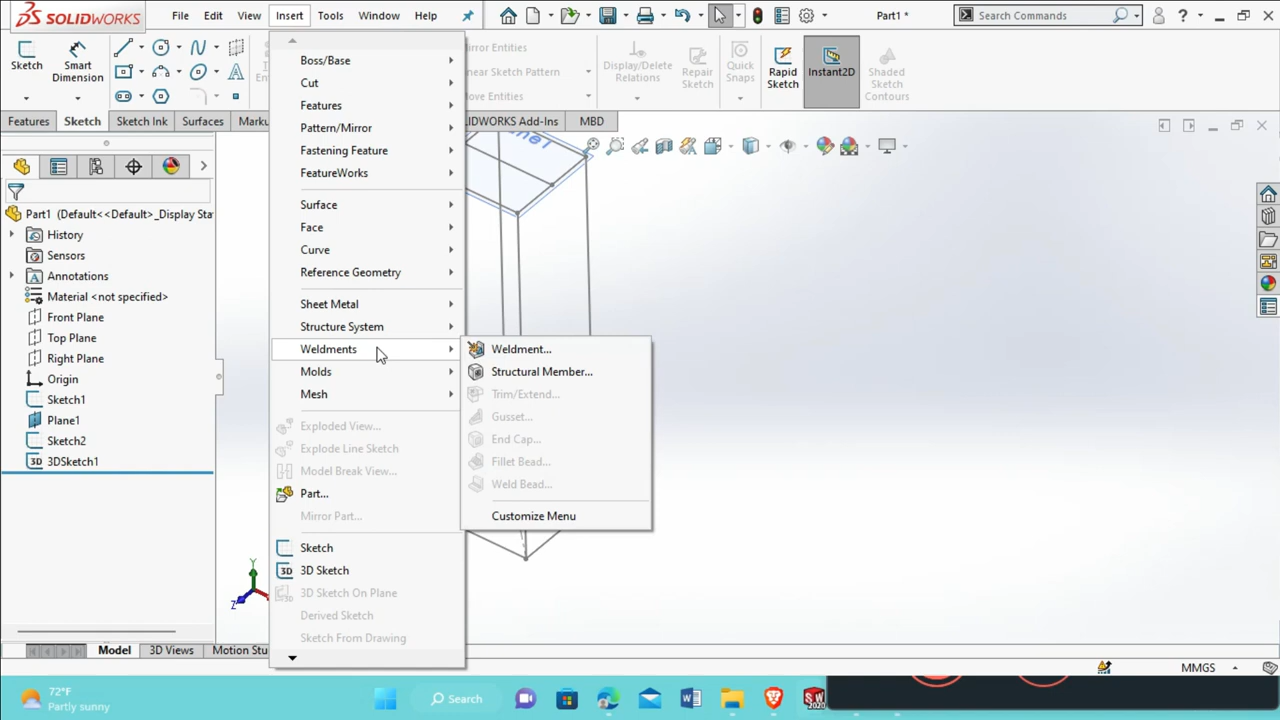 SOLIDWORKS
File
Edit
View
Insert
Tools
Window
Help
Part1 *
Search Commands
?
Sketch
Smart
Dimension
Mirror Entities
Linear Sketch Pattern
Move Entities
Display/Delete
Relations
Repair
Sketch
Quick
Snaps
Rapid
Sketch
Instant2D
Shaded
Sketch
Contours
Features
Sketch
Sketch Ink
Surfaces
Marku
LIDWORKS Add-Ins
MBD
Part1 (Default<<Default>_Display Sta
History
Sensors
Annotations
Material <not specified>
Front Plane
Top Plane
Right Plane
Origin
Sketch1
Plane1
Sketch2
3D 3DSketch1
Boss/Base
Cut
Features
Pattern/Mirror
Fastening Feature
FeatureWorks
Surface
Face
Curve
Reference Geometry
Sheet Metal
Structure System
Weldments
Molds
Mesh
Exploded View...
Explode Line Sketch
Model Break View...
Part...
Mirror Part...
Sketch
3D 3D Sketch
3D Sketch On Plane
Derived Sketch
Sketch From Drawing
Weldment...
Structural Member...
Trim/Extend...
Gusset...
End Cap...
Fillet Bead...
Weld Bead...
Customize Menu
Y
Z
Model
3D Views
Motion Stu
MMGS
72°F
Partly sunny
Search
SW
2020